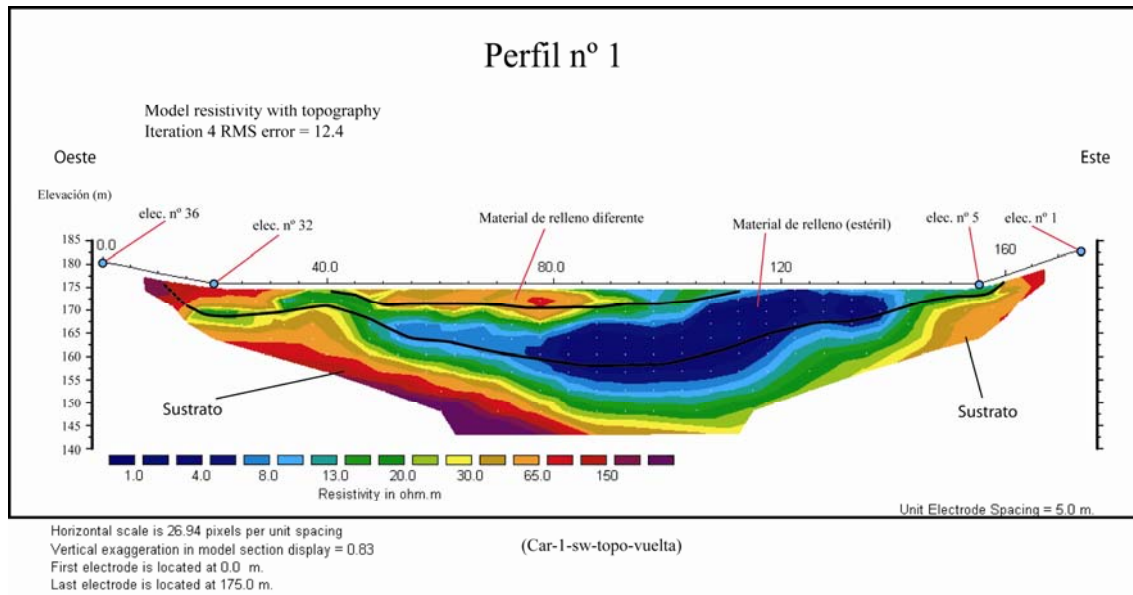 Perfil nº 1
Model resistivity with topography
Iteration 4 RMS error = 12.4
Oeste
Este
Elevación (m)
elec. nº 36
elec. nº 32
Material de relleno diferente
Material de relleno (estéril)
elec. nº 5
elec. nº 1
185
180
175
170
165
160
155
150
145
140
0.0
40.0
80.0
120
160
Sustrato
Sustrato
1.0 4.0 8.0 13.0 20.0 30.0 65.0 150
Resistivity in ohm.m
Unit Electrode Spacing = 5.0 m.
Horizontal scale is 26.94 pixels per unit spacing
Vertical exaggeration in model section display = 0.83
First electrode is located at 0.0 m.
Last electrode is located at 175.0 m.
(Car-1-sw-topo-vuelta)